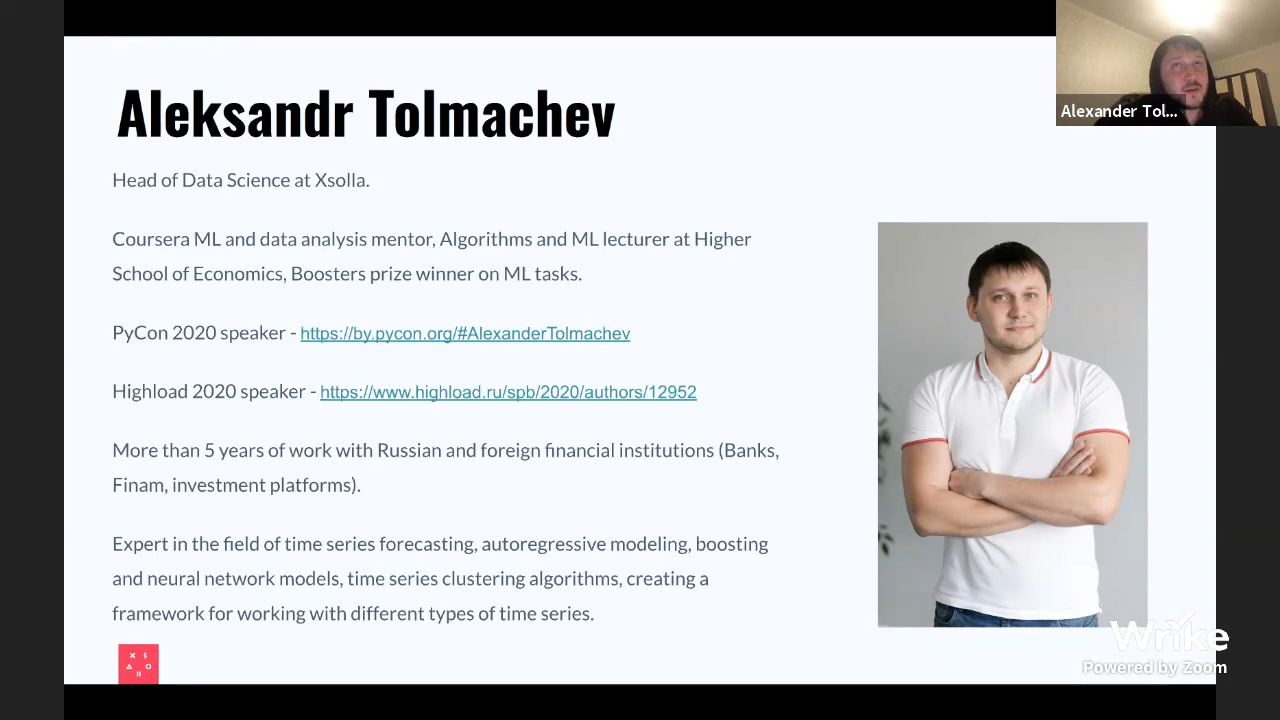 Aleksandr Tolmachev
Alexander Tol...
Head of Data Science at Xsolla.
Coursera ML and data analysis mentor, Algorithms and ML lecturer at Higher
School of Economics, Boosters prize winner on ML tasks.
PyCon 2020 speaker - https://by.pycon.org/#AlexanderTolmachev
Highload 2020 speaker - https://www.highload.ru/spb/2020/authors/12952
More than 5 years of work with Russian and foreign financial institutions (Banks,
Finam, investment platforms).
Expert in the field of time series forecasting, autoregressive modeling, boosting
and neural network models, time series clustering algorithms, creating a
framework for working with different types of time series.
Wrike
Powered by Zoom